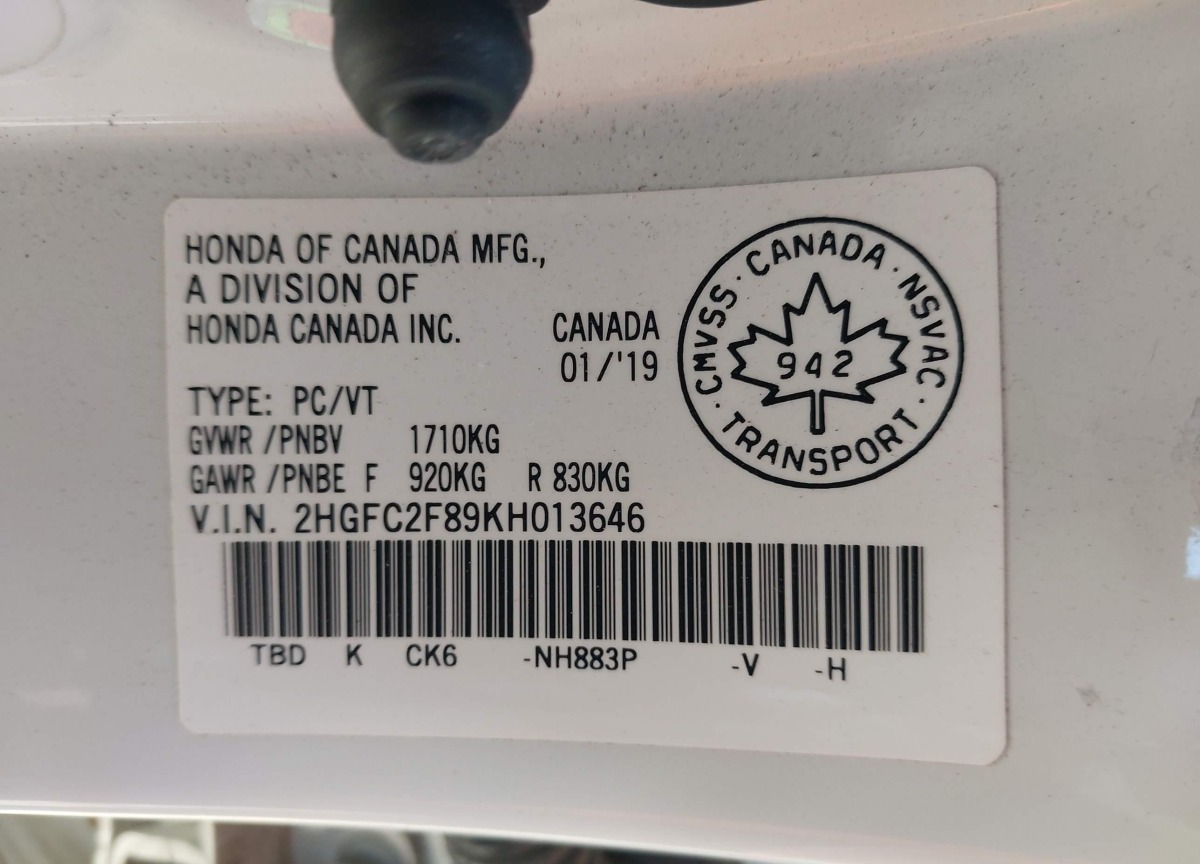 HONDA OF CANADA MFG.,
A DIVISION OF
HONDA CANADA INC.
CANADA
01/'19
CMVSS · CANADA · NSVAC · TRANSPORT ·
942
TYPE: PC/VT
GVWR /PNBV 1710KG
GAWR /PNBE F 920KG R 830KG
V.I.N. 2HGFC2F89KH013646
TBD K CK6 -NH883P -V -H